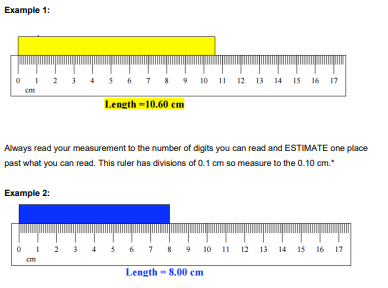 Example 1:
0 1 2 3 4 5 6 7 8 9 10 11 12 13 14 15 16 17
cm
Length =10.60 cm
Always read your measurement to the number of digits you can read and ESTIMATE one place
past what you can read. This ruler has divisions of 0.1 cm so measure to the 0.10 cm.*
Example 2:
0 1 2 3 4 5 6 7 8 9 10 11 12 13 14 15 16 17
cm
Length = 8.00 cm